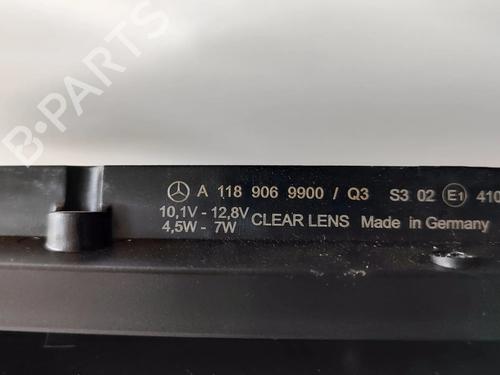 B-PARTS
A 118 906 9900 / Q3 S3 02 E1 410
10,1V - 12,8V
4,5W - 7W CLEAR LENS Made in Germany